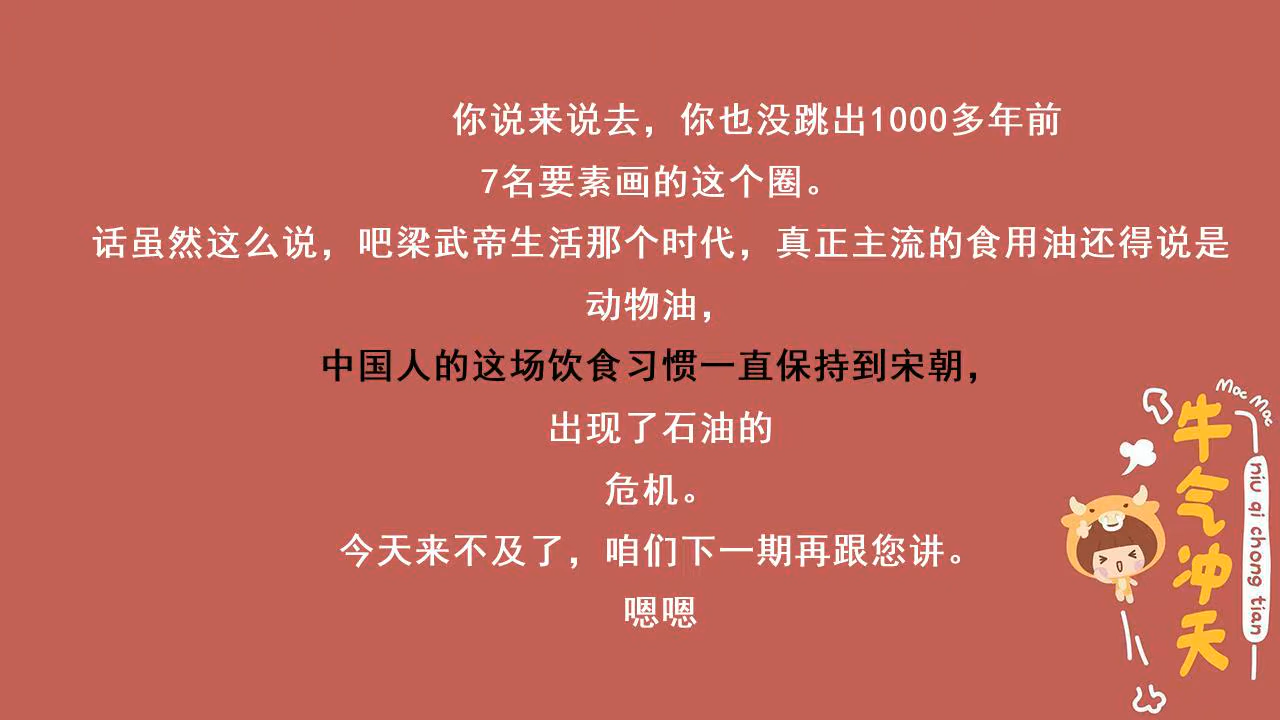 你说来说去，你也没跳出1000多年前
7名要素画的这个圈。
话虽然这么说，吧梁武帝生活那个时代，真正主流的食用油还得说是
动物油，
中国人的这场饮食习惯一直保持到宋朝，
出现了石油的
危机。
今天来不及了，咱们下一期再跟您讲。
嗯嗯
Moc Moc
牛气冲天
niu qi chong tian